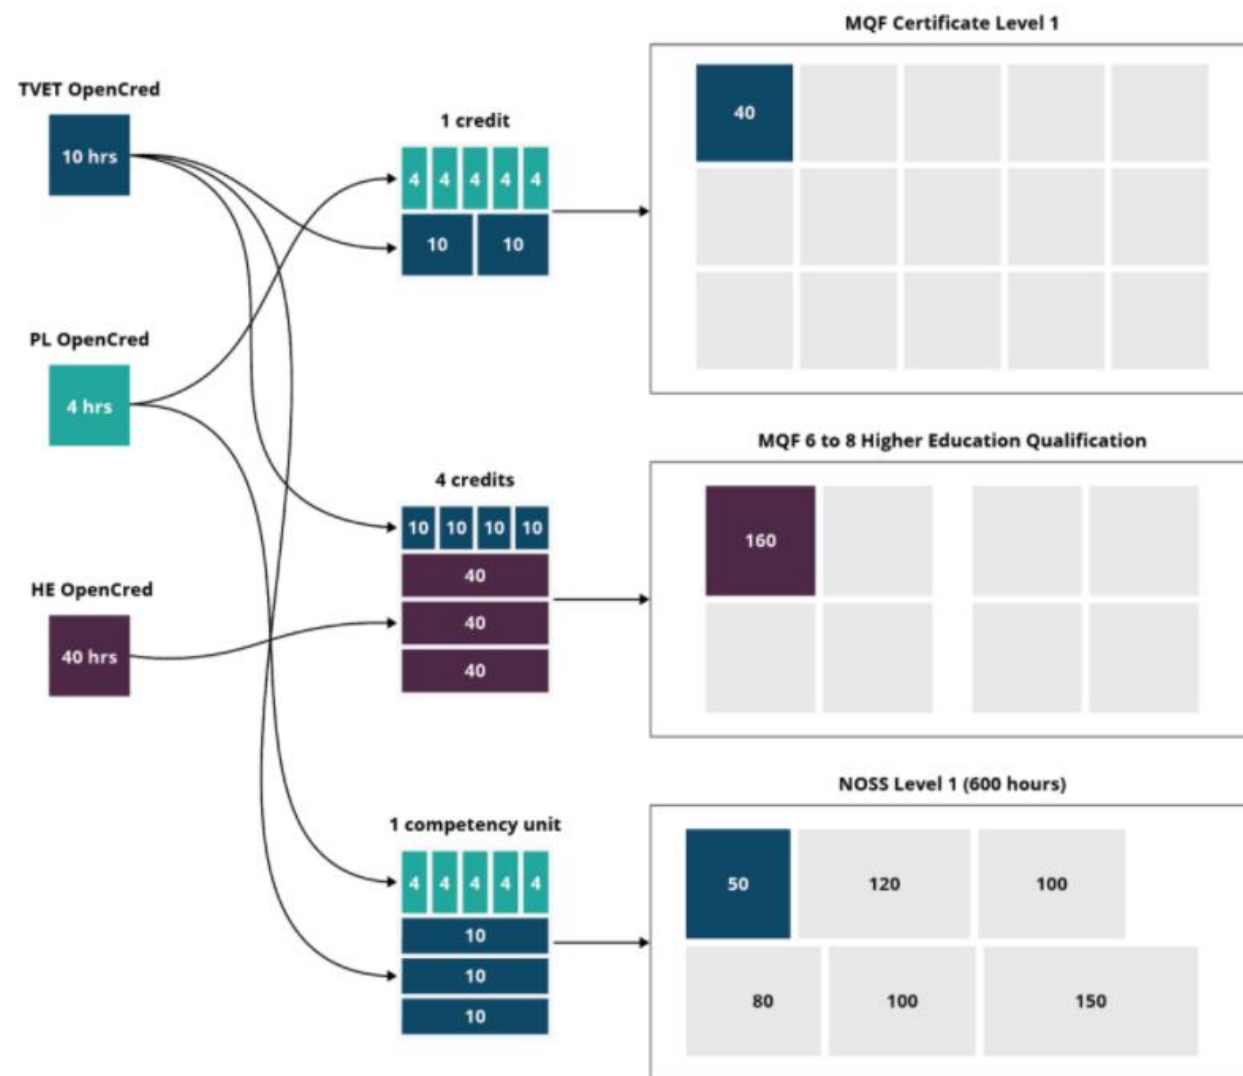 MQF Certificate Level 1
TVET OpenCred
10 hrs
1 credit
4 4 4 4 4
10 10
40
PL OpenCred
4 hrs
MQF 6 to 8 Higher Education Qualification
4 credits
10 10 10 10
40
40
40
160
HE OpenCred
40 hrs
NOSS Level 1 (600 hours)
1 competency unit
4 4 4 4 4
10
10
10
50 120 100
80 100 150